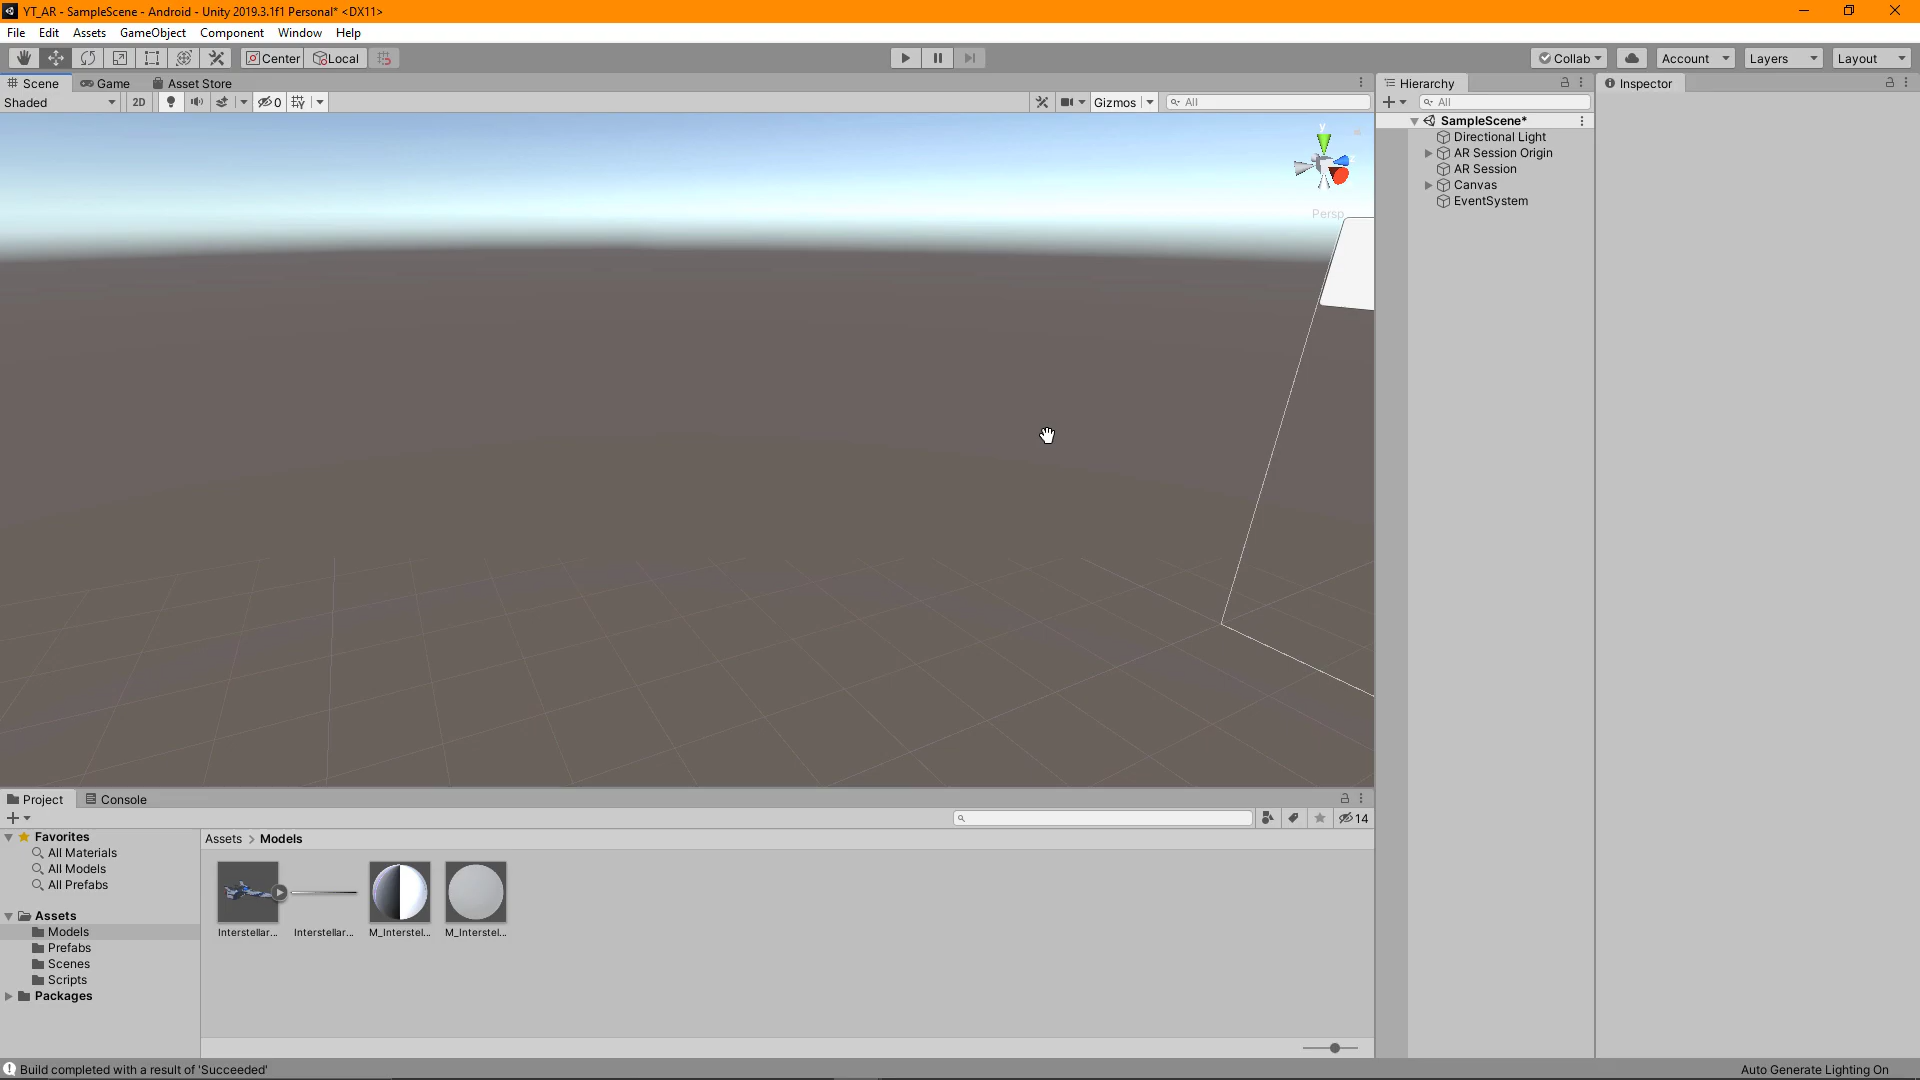 YT_AR - SampleScene - Android - Unity 2019.3.1f1 Personal* <DX11>
File Edit Assets GameObject Component Window Help
Center Local Collab Account Layers Layout
Scene Game Asset Store
Shaded 2D 0 Gizmos All
y
Persp
Hierarchy
All
SampleScene*
Directional Light
AR Session Origin
AR Session
Canvas
EventSystem
Inspector
Project Console
14
Favorites
All Materials
All Models
All Prefabs
Assets
Models
Prefabs
Scenes
Scripts
Packages
Assets > Models
Interstellar... Interstellar... M_Interstel... M_Interstel...
Build completed with a result of 'Succeeded'
Auto Generate Lighting On